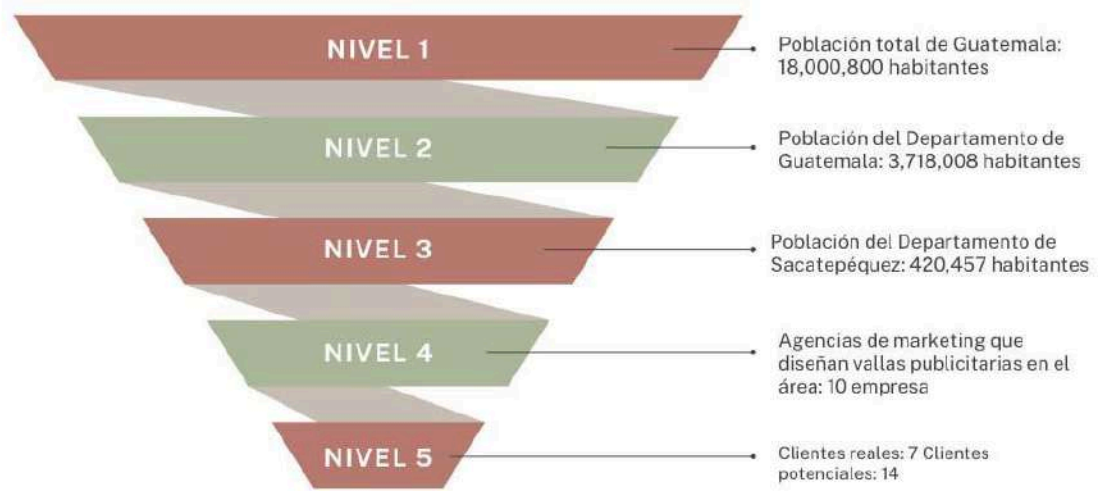 NIVEL 1
Población total de Guatemala:
18,000,800 habitantes
NIVEL 2
Población del Departamento de
Guatemala: 3,718,008 habitantes
NIVEL 3
Población del Departamento de
Sacatepéquez: 420,457 habitantes
NIVEL 4
Agencias de marketing que
diseñan vallas publicitarias en el
área: 10 empresa
NIVEL 5
Clientes reales: 7 Clientes
potenciales: 14